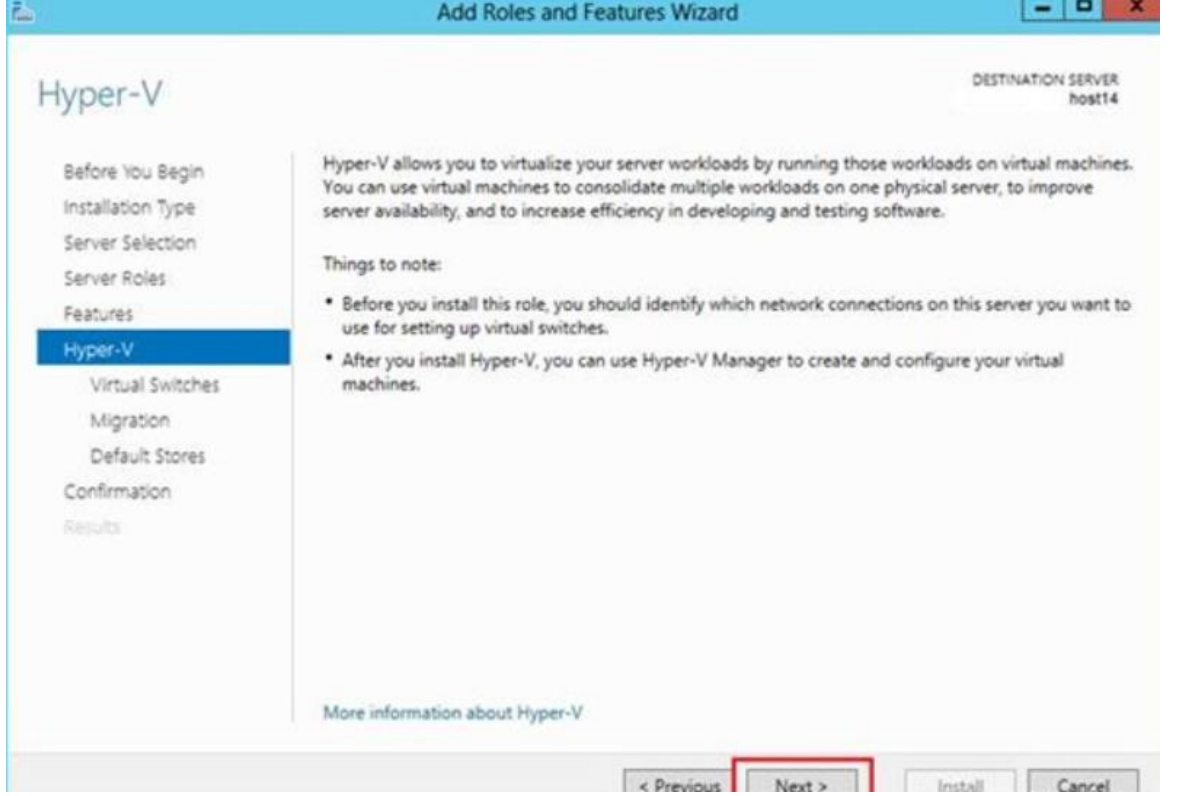 Add Roles and Features Wizard
Hyper-V
DESTINATION SERVER
host14
Before You Begin
Installation Type
Server Selection
Server Roles
Features
Hyper-V
Virtual Switches
Migration
Default Stores
Confirmation
Results
Hyper-V allows you to virtualize your server workloads by running those workloads on virtual machines.
You can use virtual machines to consolidate multiple workloads on one physical server, to improve
server availability, and to increase efficiency in developing and testing software.
Things to note:
• Before you install this role, you should identify which network connections on this server you want to
use for setting up virtual switches.
• After you install Hyper-V, you can use Hyper-V Manager to create and configure your virtual
machines.
More information about Hyper-V
< Previous
Next >
Install
Cancel